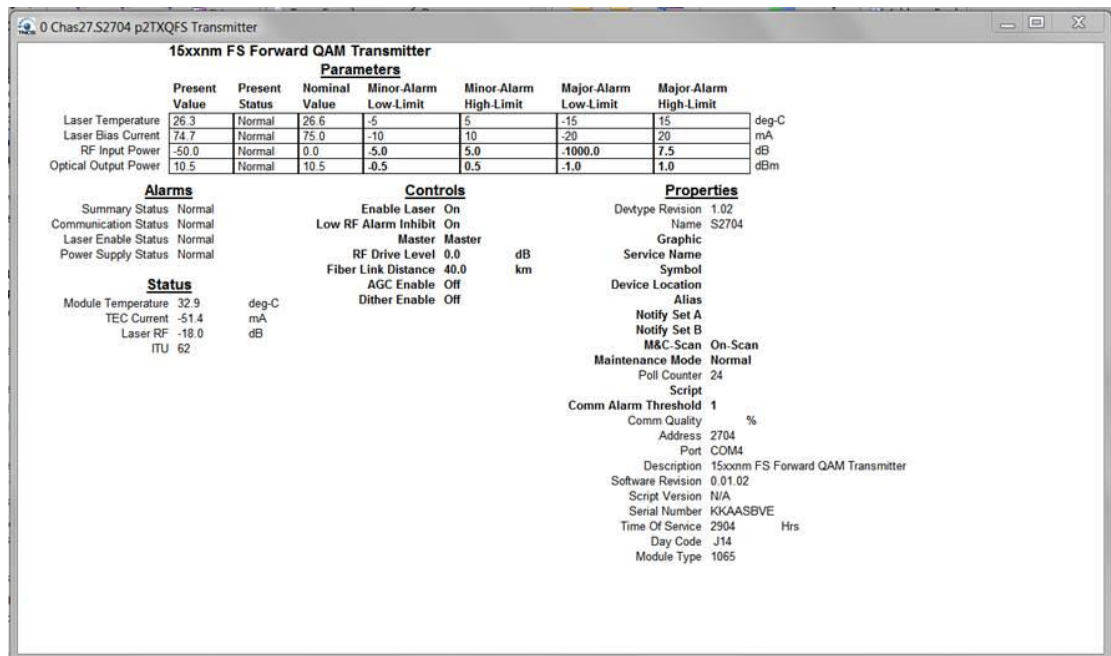 0 Chas27.S2704 p2TXQFS Transmitter
15xxnm FS Forward QAM Transmitter
Parameters
Present Present Nominal Minor-Alarm Minor-Alarm Major-Alarm Major-Alarm
Value Status Value Low-Limit High-Limit Low-Limit High-Limit
Laser Temperature 26.3 Normal 26.6 -5 5 -15 15 deg-C
Laser Bias Current 74.7 Normal 75.0 -10 10 -20 20 mA
RF Input Power -50.0 Normal 0.0 -5.0 5.0 -1000.0 7.5 dB
Optical Output Power 10.5 Normal 10.5 -0.5 0.5 -1.0 1.0 dBm
Alarms
Summary Status Normal
Communication Status Normal
Laser Enable Status Normal
Power Supply Status Normal
Status
Module Temperature 32.9 deg-C
TEC Current -51.4 mA
Laser RF -18.0 dB
ITU 62
Controls
Enable Laser On
Low RF Alarm Inhibit On
Master Master
RF Drive Level 0.0 dB
Fiber Link Distance 40.0 km
AGC Enable Off
Dither Enable Off
Properties
Devtype Revision 1.02
Name S2704
Graphic
Service Name
Symbol
Device Location
Alias
Notify Set A
Notify Set B
M&C-Scan On-Scan
Maintenance Mode Normal
Poll Counter 24
Script
Comm Alarm Threshold 1
Comm Quality %
Address 2704
Port COM4
Description 15xxnm FS Forward QAM Transmitter
Software Revision 0.01.02
Script Version N/A
Serial Number KKAASBVE
Time Of Service 2904 Hrs
Day Code J14
Module Type 1065